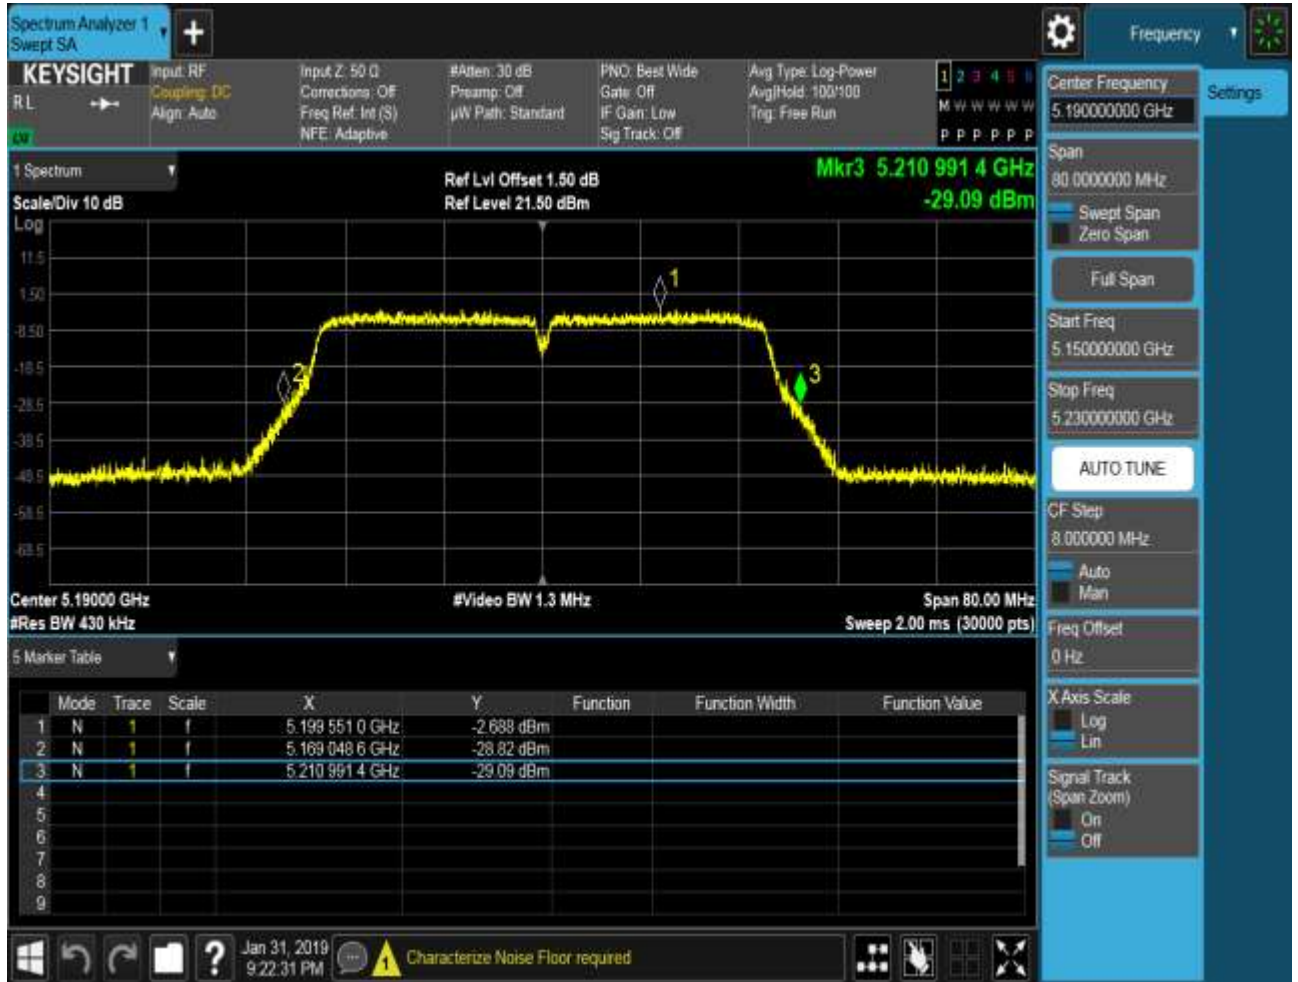 Spectrum Analyzer 1
Swept SA
+
Frequency
KEYSIGHT
R L
Input: RF
Coupling: DC
Align: Auto
Input Z: 50 Ω
Corrections: Off
Freq Ref: Int (S)
NFE: Adaptive
#Atten: 30 dB
Preamp: Off
µW Path: Standard
PNO: Best Wide
Gate: Off
IF Gain: Low
Sig Track: Off
Avg Type: Log-Power
Avg|Hold: 100/100
Trig: Free Run
1 2 3 4 5 6
M W W W W W
P P P P P P
1 Spectrum
Scale/Div 10 dB
Ref Lvl Offset 1.50 dB
Ref Level 21.50 dBm
Mkr3 5.210 991 4 GHz
-29.09 dBm
Log
11.5
1.50
-8.50
-18.5
-28.5
-38.5
-48.5
-58.5
-68.5
1
2
3
Center 5.19000 GHz
#Video BW 1.3 MHz
Span 80.00 MHz
#Res BW 430 kHz
Sweep 2.00 ms (30000 pts)
5 Marker Table
Mode Trace Scale X Y Function Function Width Function Value
1 N 1 f 5.199 551 0 GHz -2.688 dBm
2 N 1 f 5.169 048 6 GHz -28.82 dBm
3 N 1 f 5.210 991 4 GHz -29.09 dBm
4
5
6
7
8
9
Jan 31, 2019
9:22:31 PM
?
1
Characterize Noise Floor required
Center Frequency
5.190000000 GHz
Settings
Span
80.0000000 MHz
Swept Span
Zero Span
Full Span
Start Freq
5.150000000 GHz
Stop Freq
5.230000000 GHz
AUTO TUNE
CF Step
8.000000 MHz
Auto
Man
Freq Offset
0 Hz
X Axis Scale
Log
Lin
Signal Track
(Span Zoom)
On
Off